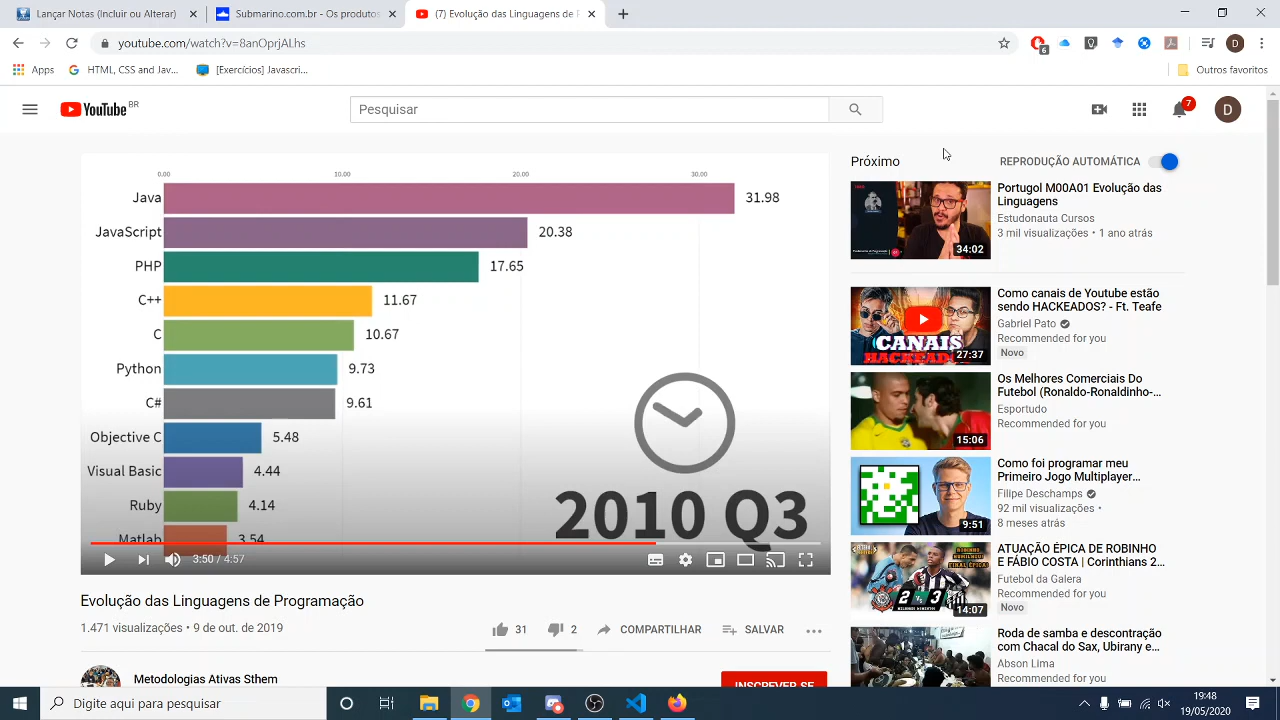 Lançador (Incluir ou Alterar)
Submarino.com.br - Os produtos
(7) Evolução das Linguagens de P
youtube.com/watch?v=8anOprjALhs
6
D
Apps
HTML, CSS and Jav...
[Exercícios] Javascri...
Outros favoritos
YouTube BR
Pesquisar
7
D
0.00 10.00 20.00 30.00
Java 31.98
JavaScript 20.38
PHP 17.65
C++ 11.67
C 10.67
Python 9.73
C# 9.61
Objective C 5.48
Visual Basic 4.44
Ruby 4.14
Matlab 3.54
2010 Q3
3:50 / 4:57
Evolução das Linguagens de Programação
1.471 visualizações • 9 de out. de 2019
31
2
COMPARTILHAR
SALVAR
Metodologias Ativas Sthem
INSCREVER-SE
Próximo
REPRODUÇÃO AUTOMÁTICA
34:02
Portugol M00A01 Evolução das
Linguagens
Estudonauta Cursos
3 mil visualizações • 1 ano atrás
CANAIS
HACKEADOS
27:37
Como canais de Youtube estão
sendo HACKEADOS? - Ft. Teafe
Gabriel Pato
Recommended for you
Novo
15:06
Os Melhores Comerciais Do
Futebol (Ronaldo-Ronaldinho-...
Esportudo
Recommended for you
9:51
Como foi programar meu
Primeiro Jogo Multiplayer...
Filipe Deschamps
92 mil visualizações •
8 meses atrás
2 3
14:07
ATUAÇÃO ÉPICA DE ROBINHO
E FÁBIO COSTA | Corinthians 2...
Futebol da Galera
Recommended for you
Novo
Roda de samba e descontração
com Chacal do Sax, Ubirany e...
Abson Lima
Recommended for you
Digite aqui para pesquisar
19:48
19/05/2020